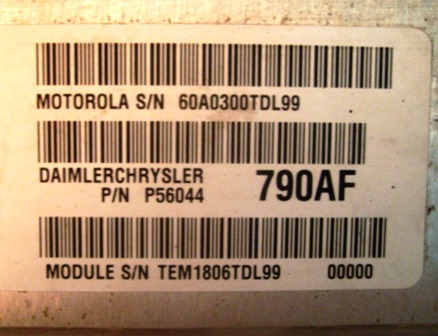 MOTOROLA S/N 60A0300TDL99
DAIMLERCHRYSLER
P/N P56044 790AF
MODULE S/N TEM1806TDL99 00000